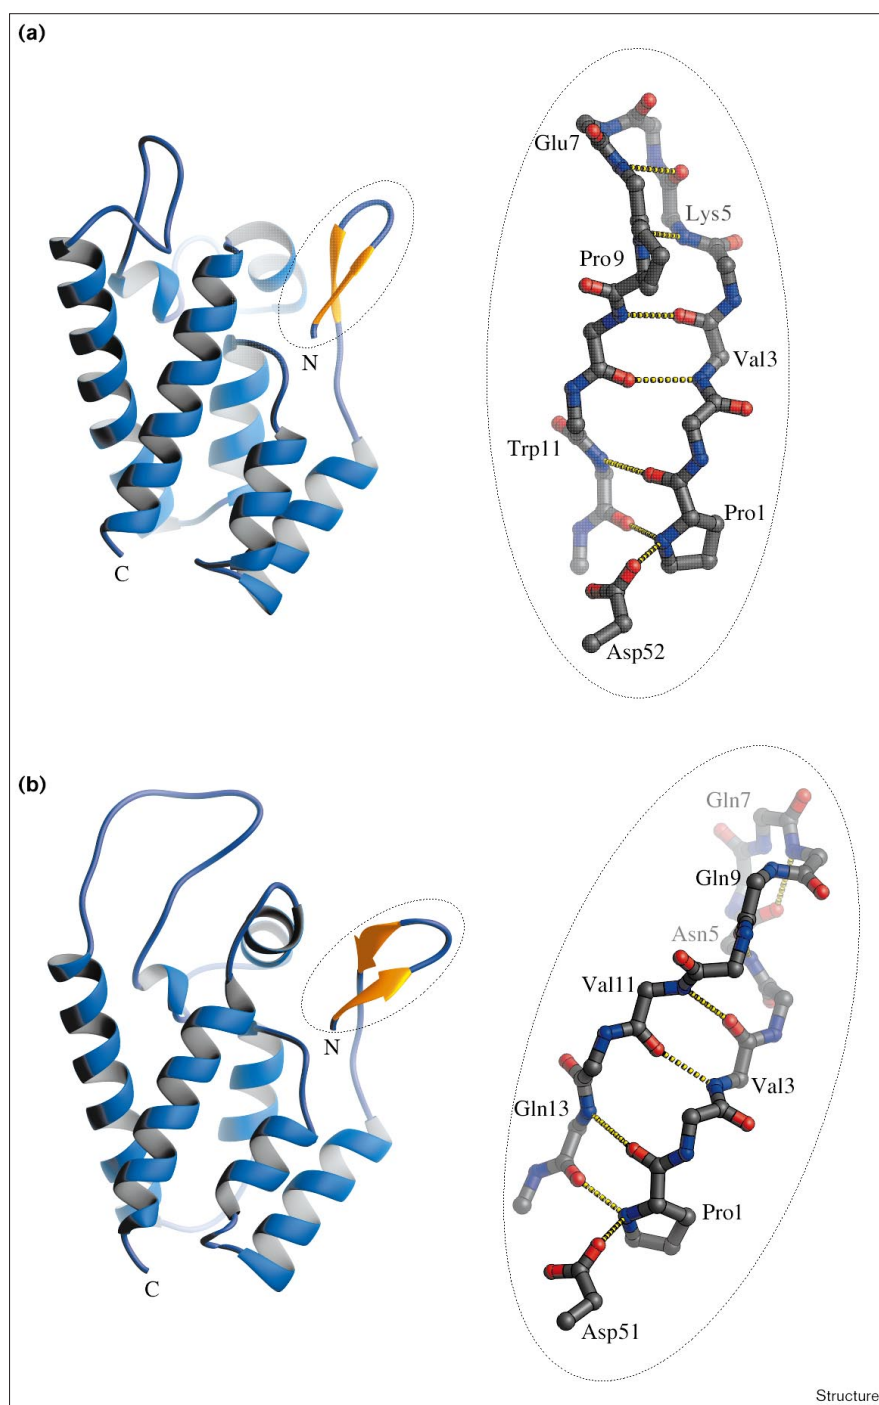 (a)
Glu7
Lys5
Pro9
N
Val3
Trp11
Pro1
C
Asp52
(b)
Gln7
Gln9
Asn5
Val11
N
Val3
Gln13
Pro1
C
Asp51
Structure